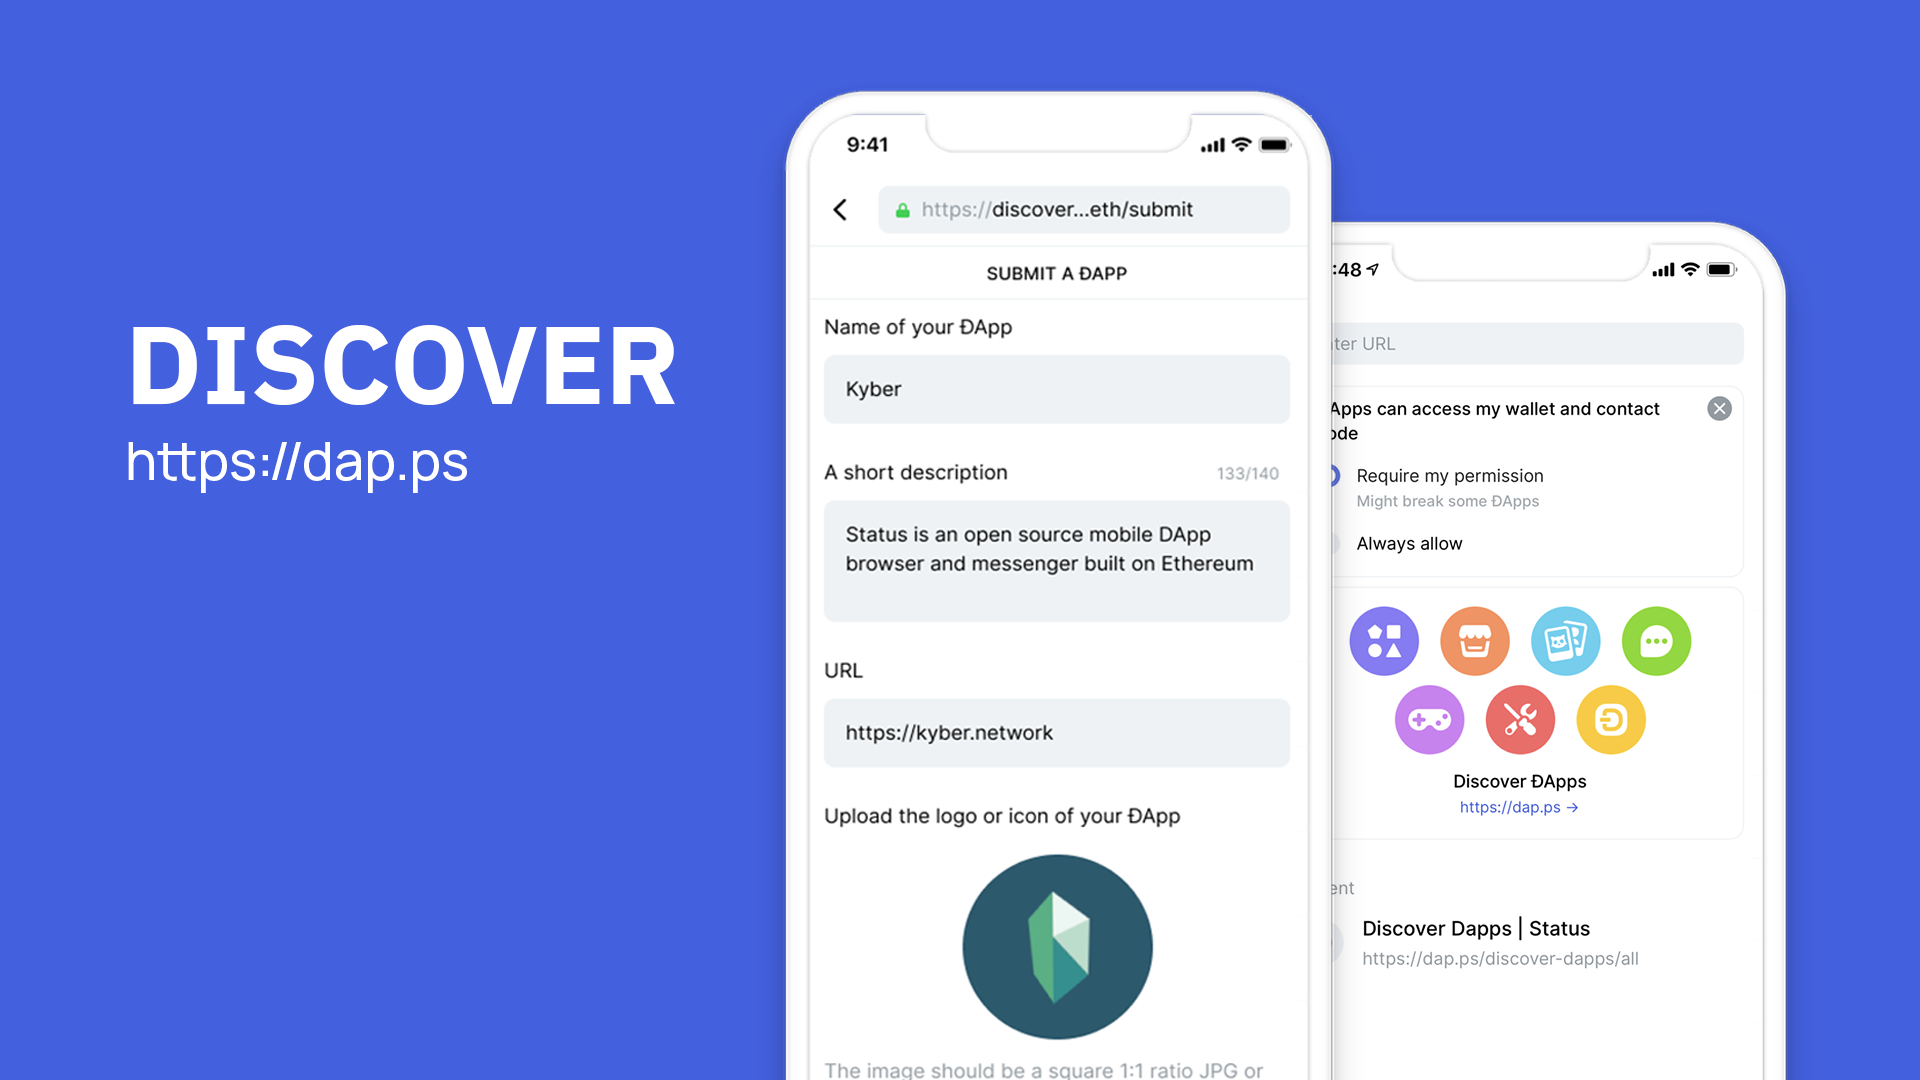 DISCOVER
https://dap.ps
9:41
https://discover...eth/submit
SUBMIT A ĐAPP
Name of your ĐApp
Kyber
A short description 133/140
Status is an open source mobile DApp
browser and messenger built on Ethereum
URL
https://kyber.network
Upload the logo or icon of your ĐApp
The image should be a square 1:1 ratio JPG or
:48
ter URL
Apps can access my wallet and contact
ode
Require my permission
Might break some ĐApps
Always allow
Discover ĐApps
https://dap.ps →
ent
Discover Dapps | Status
https://dap.ps/discover-dapps/all